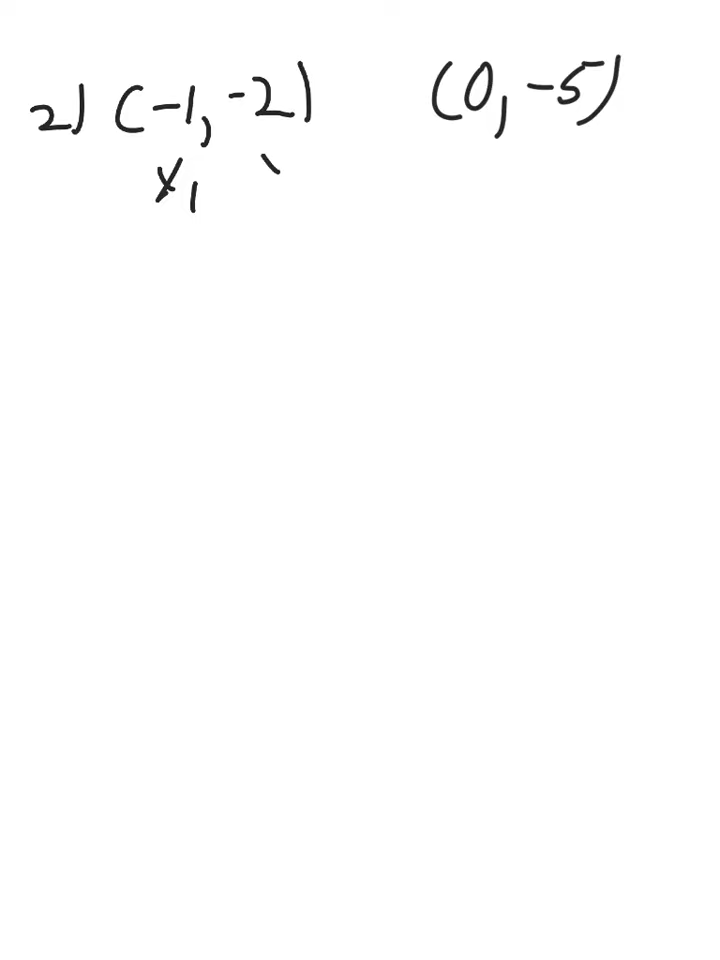 2) (-1, -2) (0, -5)
x1